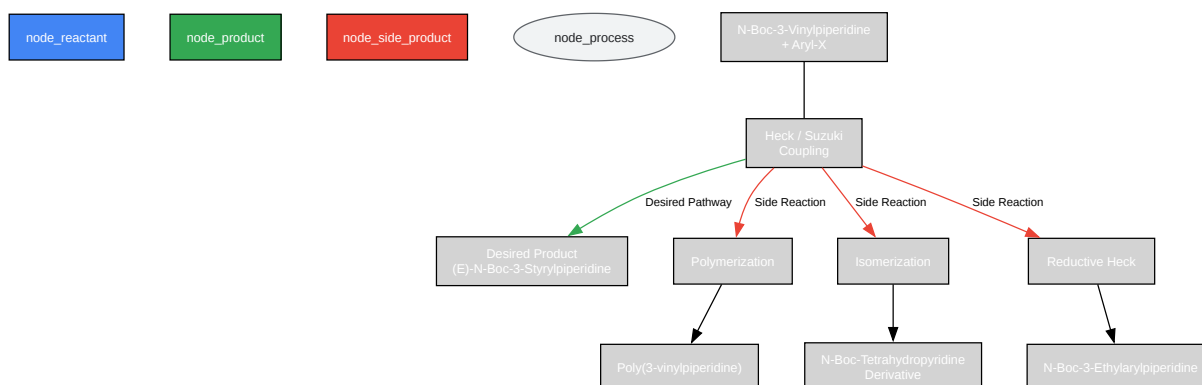 node_reactant
node_product
node_side_product
node_process
N-Boc-3-Vinylpiperidine
+ Aryl-X
Heck / Suzuki
Coupling
Desired Pathway
Side Reaction
Side Reaction
Side Reaction
Desired Product
(E)-N-Boc-3-Styrylpiperidine
Polymerization
Isomerization
Reductive Heck
Poly(3-vinylpiperidine)
N-Boc-Tetrahydropyridine
Derivative
N-Boc-3-Ethylarylpiperidine